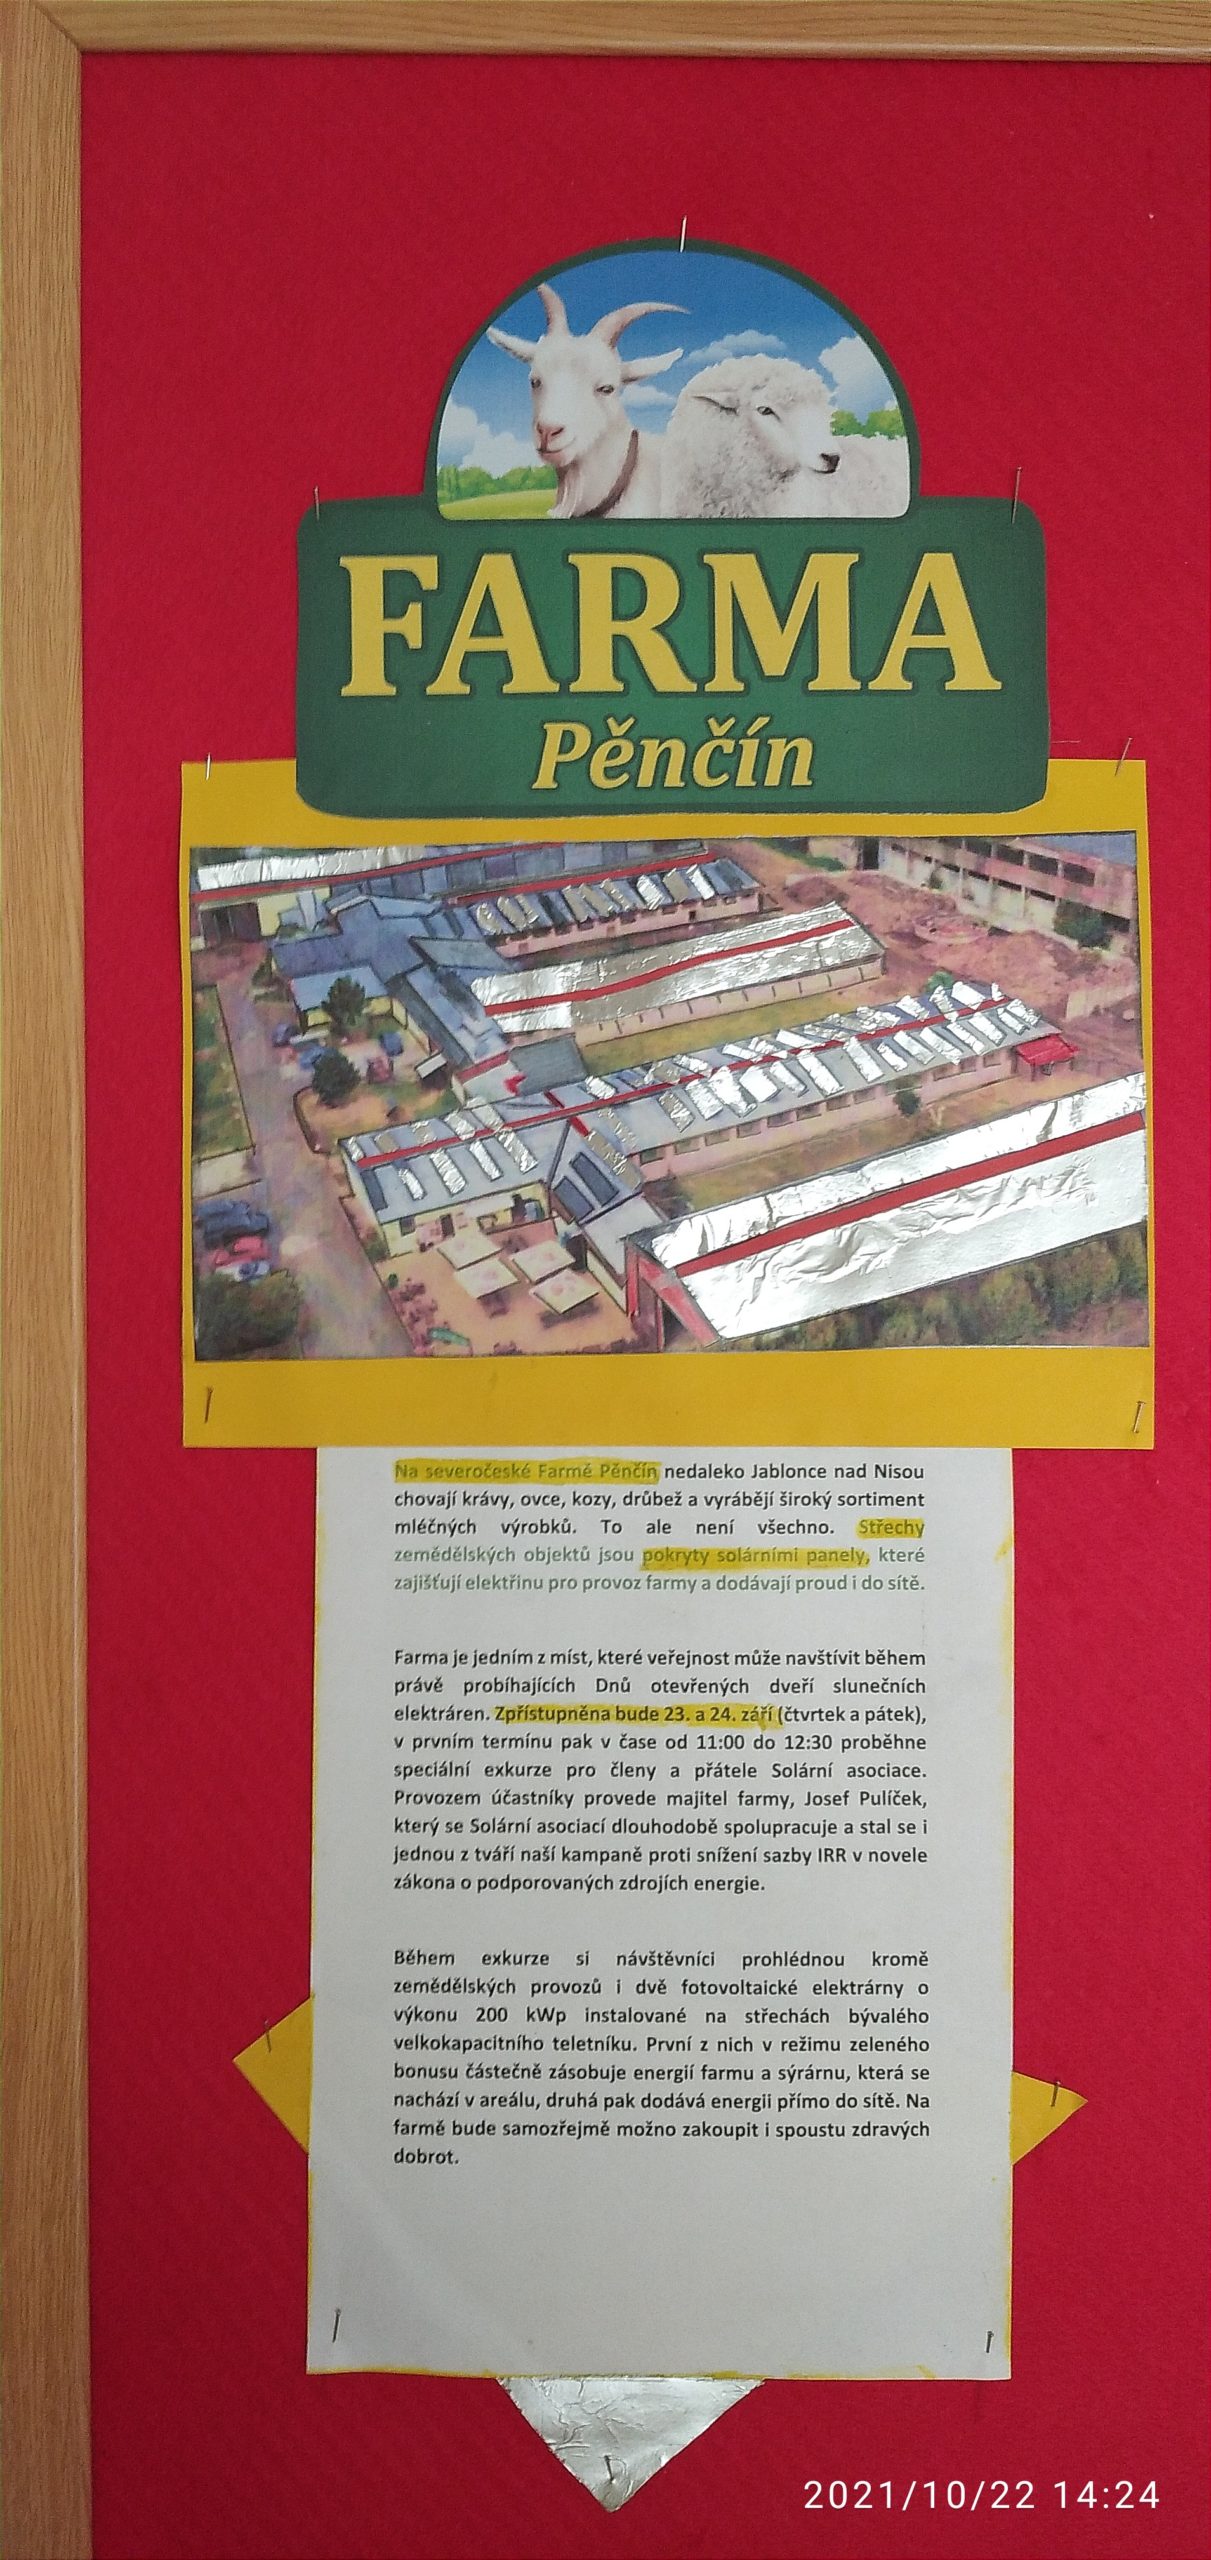 FARMA
Pěnčín
Na severočeské Farmě Pěnčín nedaleko Jablonce nad Nisou
chovají krávy, ovce, kozy, drůbež a vyrábějí široký sortiment
mléčných výrobků. To ale není všechno. Střechy
zemědělských objektů jsou pokryty solárními panely, které
zajišťují elektřinu pro provoz farmy a dodávají proud i do sítě.
Farma je jedním z míst, které veřejnost může navštívit během
právě probíhajících Dnů otevřených dveří slunečních
elektráren. Zpřístupněna bude 23. a 24. září (čtvrtek a pátek),
v prvním termínu pak v čase od 11:00 do 12:30 proběhne
speciální exkurze pro členy a přátele Solární asociace.
Provozem účastníky provede majitel farmy, Josef Pulíček,
který se Solární asociací dlouhodobě spolupracuje a stal se i
jednou z tváří naší kampaně proti snížení sazby IRR v novele
zákona o podporovaných zdrojích energie.
Během exkurze si návštěvníci prohlédnou kromě
zemědělských provozů i dvě fotovoltaické elektrárny o
výkonu 200 kWp instalované na střechách bývalého
velkokapacitního teletníku. První z nich v režimu zeleného
bonusu částečně zásobuje energií farmu a sýrárnu, která se
nachází v areálu, druhá pak dodává energii přímo do sítě. Na
farmě bude samozřejmě možno zakoupit i spoustu zdravých
dobrot.
2021/10/22 14:24